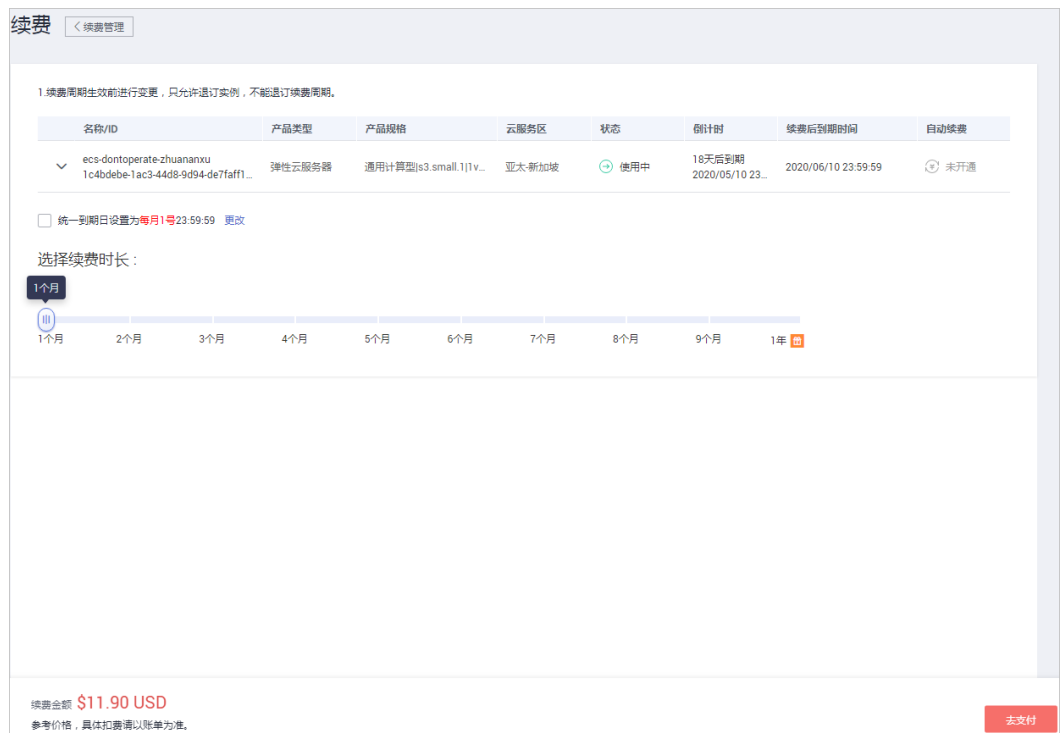 续费 <续费管理
1.续费周期生效前进行变更，只允许退订实例，不能退订续费周期。
名称/ID 产品类型 产品规格 云服务区 状态 倒计时 续费后到期时间 自动续费
ecs-dontoperate-zhuananxu 18天后到期
弹性云服务器 通用计算型|s3.small.1|1v... 亚太-新加坡 使用中 2020/06/10 23:59:59 未开通
1c4bdebe-1ac3-44d8-9d94-de7faff1... 2020/05/10 23...
统一到期日设置为每月1号23:59:59 更改
选择续费时长：
1个月
1个月 2个月 3个月 4个月 5个月 6个月 7个月 8个月 9个月 1年
续费金额 $11.90 USD
参考价格，具体扣费请以账单为准。
去支付